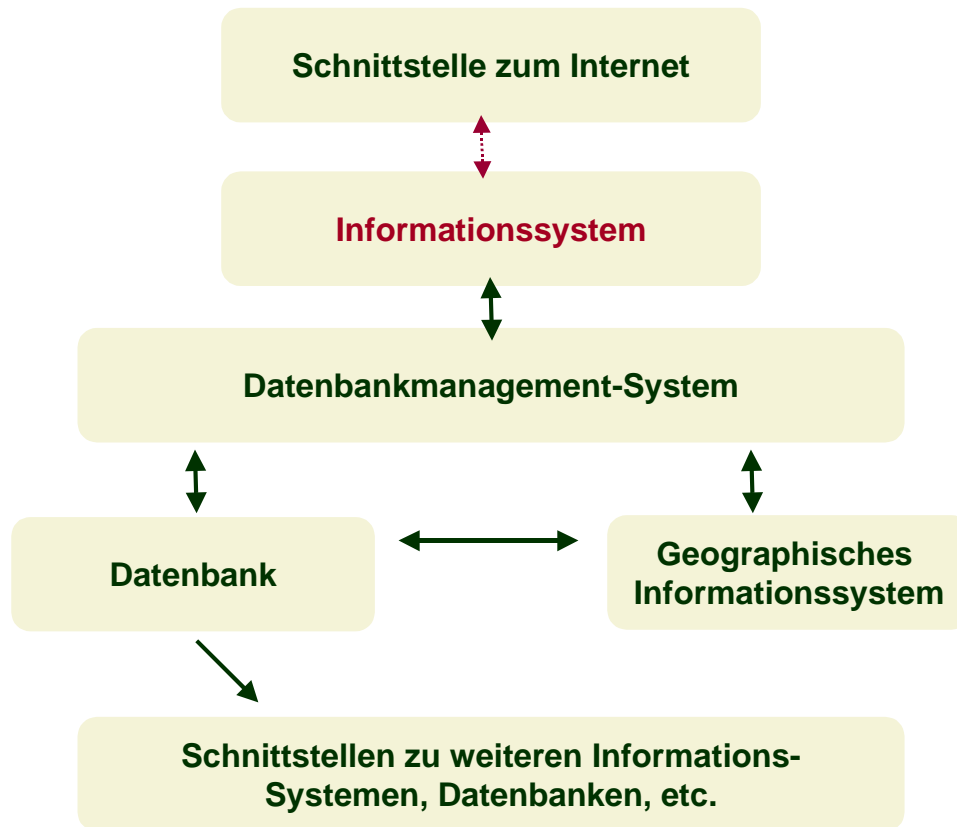 Schnittstelle zum Internet
Informationssystem
Datenbankmanagement-System
Datenbank
Geographisches
Informationssystem
Schnittstellen zu weiteren Informations-
Systemen, Datenbanken, etc.